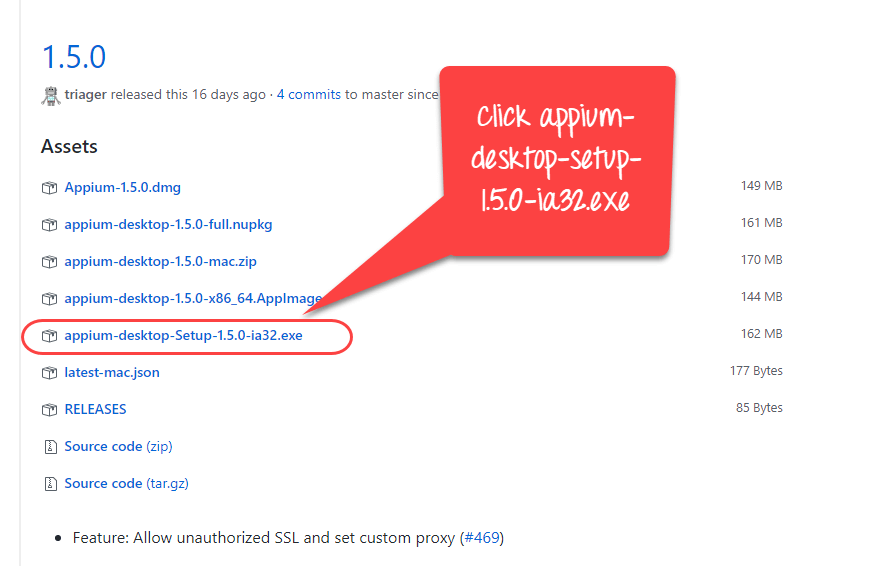 1.5.0
triager released this 16 days ago · 4 commits to master since
Click appium-
desktop-setup-
1.5.0-ia32.exe
Assets
Appium-1.5.0.dmg 149 MB
appium-desktop-1.5.0-full.nupkg 161 MB
appium-desktop-1.5.0-mac.zip 170 MB
appium-desktop-1.5.0-x86_64.AppImage 144 MB
appium-desktop-Setup-1.5.0-ia32.exe 162 MB
latest-mac.json 177 Bytes
RELEASES 85 Bytes
Source code (zip)
Source code (tar.gz)
• Feature: Allow unauthorized SSL and set custom proxy (#469)